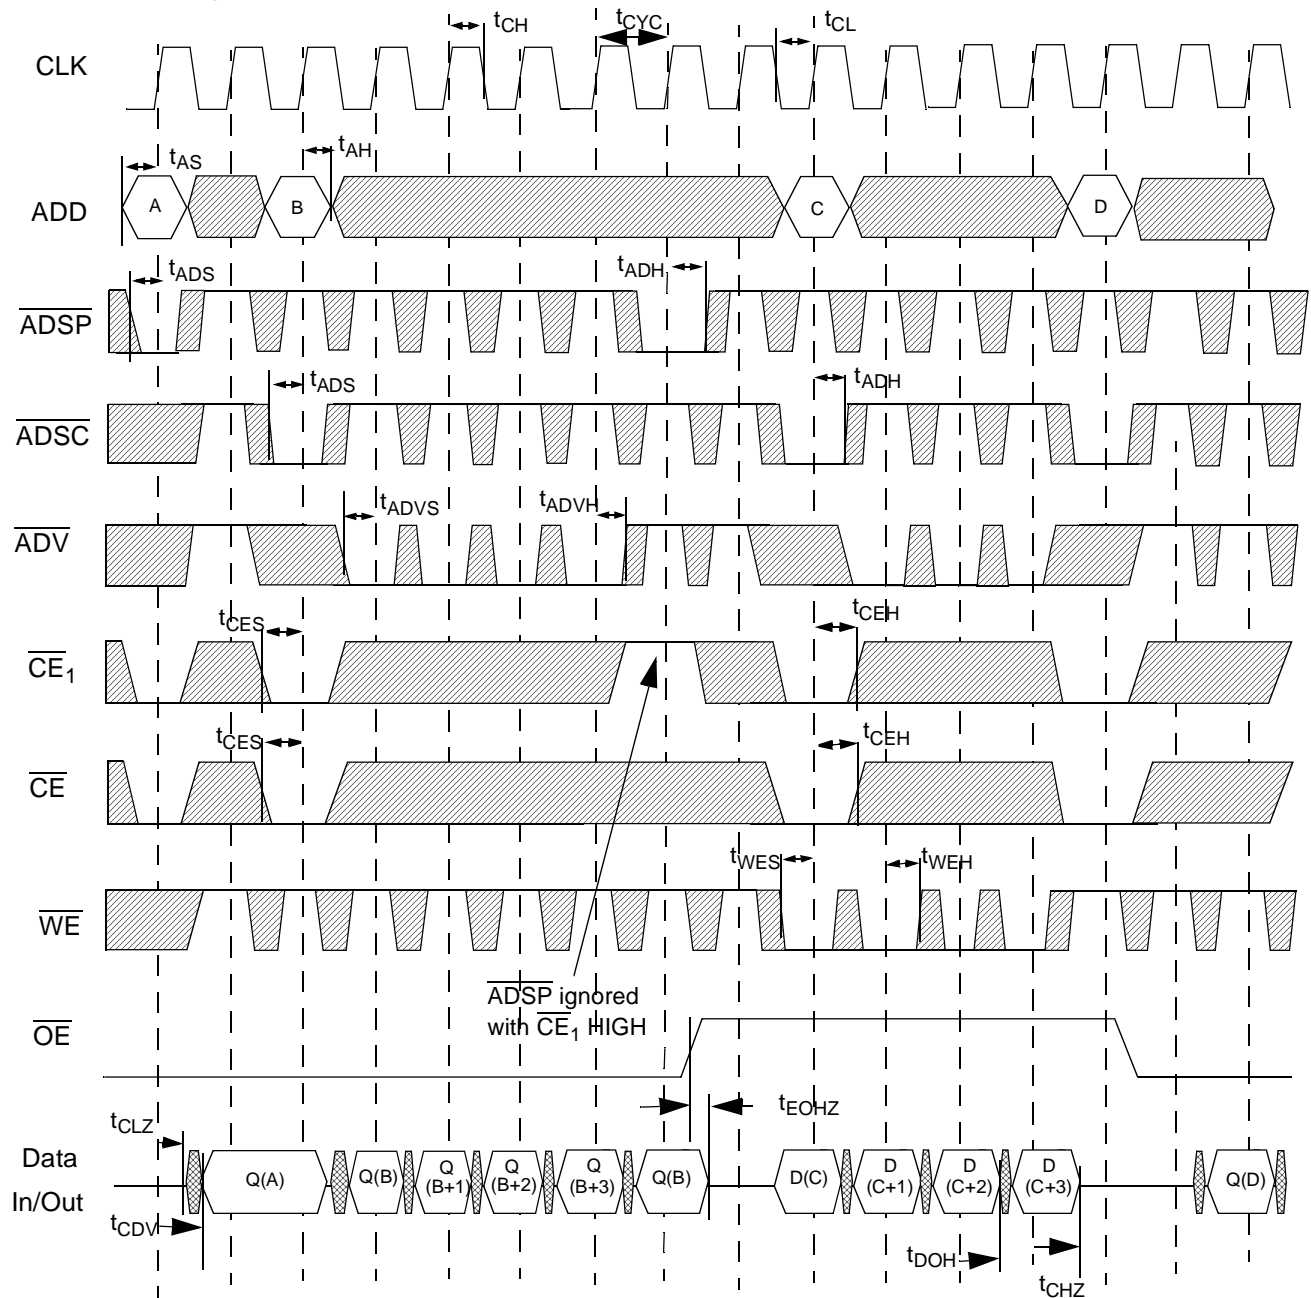 tCH tCYC tCL
CLK
tAS tAH
ADD A B C D
tADS tADH
ADSP
tADS tADH
ADSC
tADVS tADVH
ADV
tCES tCEH
CE1
tCES tCEH
CE
tWES tWEH
WE
ADSP ignored
with CE1 HIGH
OE
tEOHZ
tCLZ
Data
In/Out
Q(A) Q(B) Q (B+1) Q (B+2) Q (B+3) Q(B) D(C) D (C+1) D (C+2) D (C+3) Q(D)
tCDV tDOH tCHZ